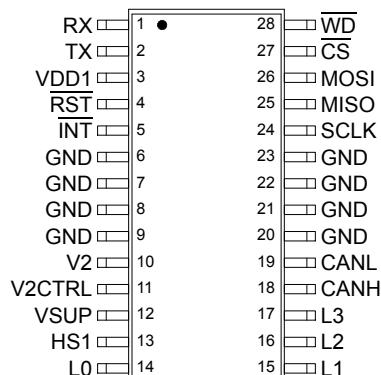 RX 1 28 WD
TX 2 27 CS
VDD1 3 26 MOSI
RST 4 25 MISO
INT 5 24 SCLK
GND 6 23 GND
GND 7 22 GND
GND 8 21 GND
GND 9 20 GND
V2 10 19 CANL
V2CTRL 11 18 CANH
VSUP 12 17 L3
HS1 13 16 L2
L0 14 15 L1